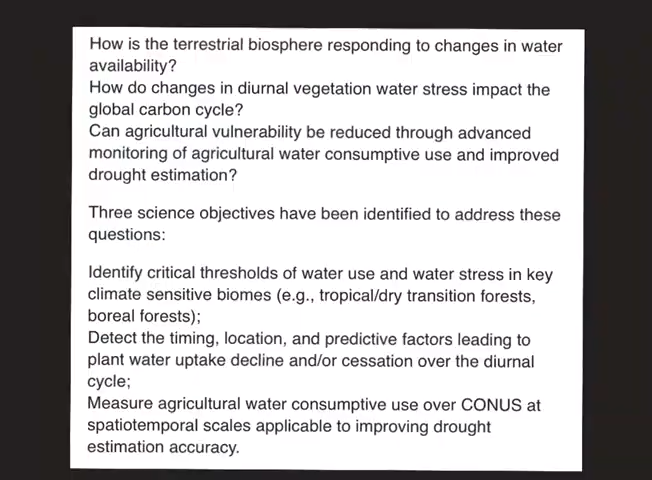 How is the terrestrial biosphere responding to changes in water
availability?
How do changes in diurnal vegetation water stress impact the
global carbon cycle?
Can agricultural vulnerability be reduced through advanced
monitoring of agricultural water consumptive use and improved
drought estimation?
Three science objectives have been identified to address these
questions:
Identify critical thresholds of water use and water stress in key
climate sensitive biomes (e.g., tropical/dry transition forests,
boreal forests);
Detect the timing, location, and predictive factors leading to
plant water uptake decline and/or cessation over the diurnal
cycle;
Measure agricultural water consumptive use over CONUS at
spatiotemporal scales applicable to improving drought
estimation accuracy.